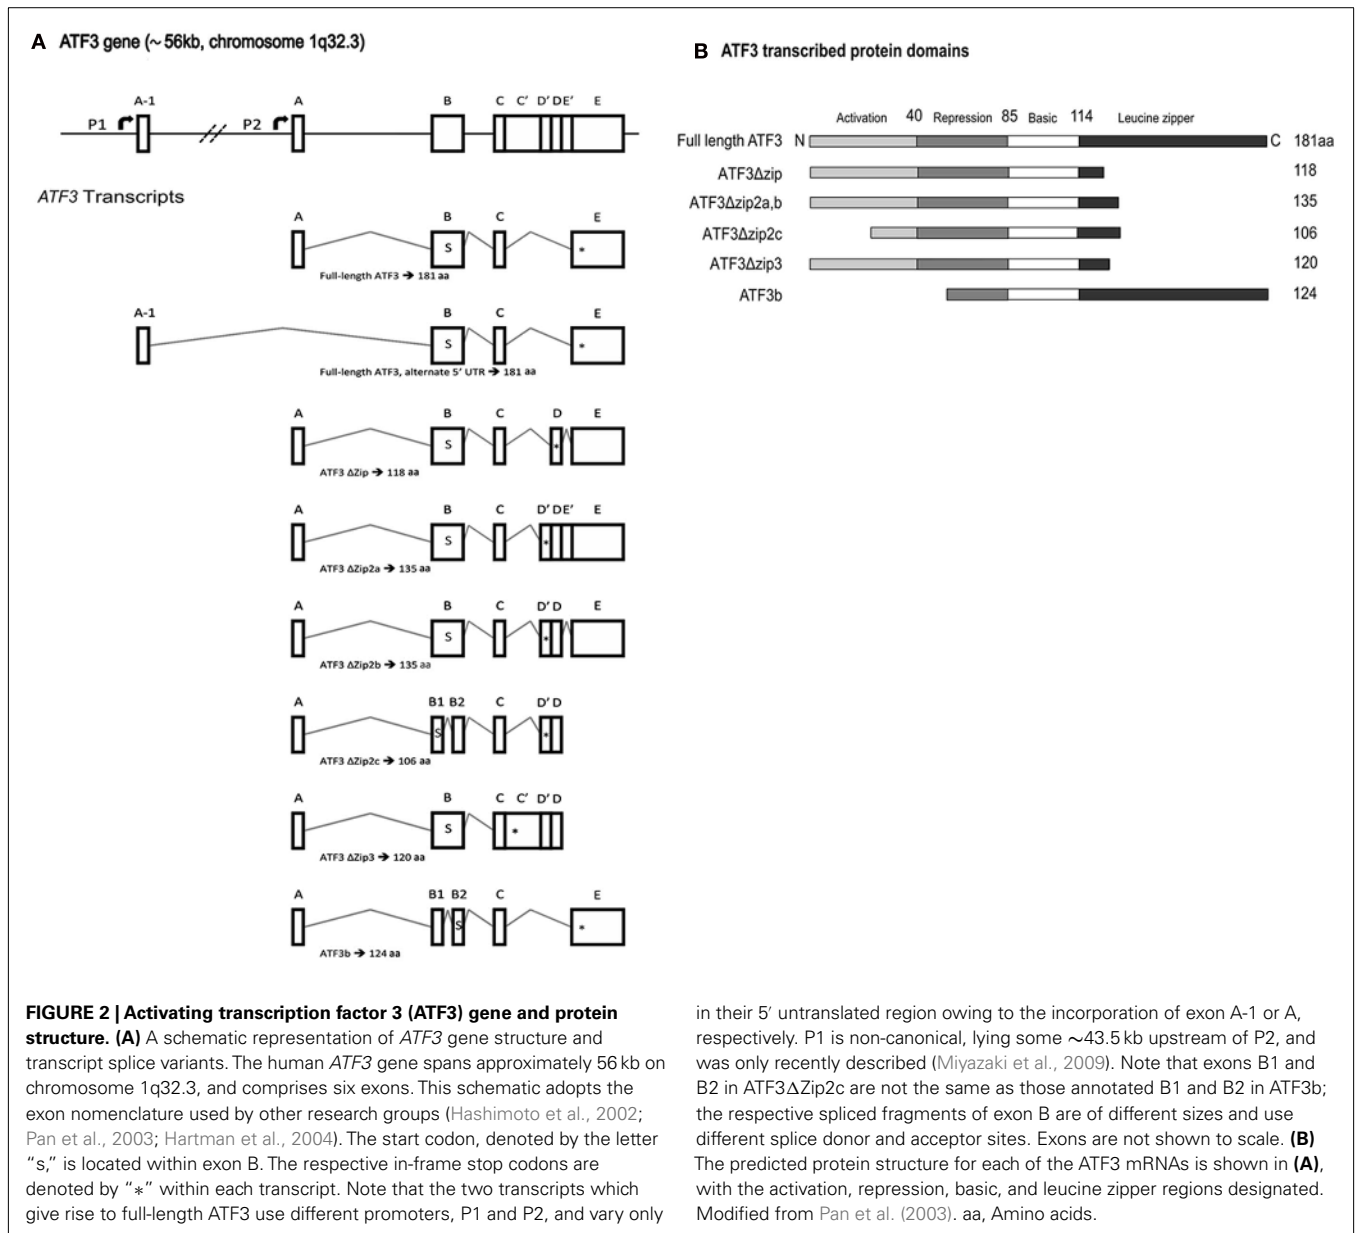 A ATF3 gene (~56kb, chromosome 1q32.3)
A-1 A B C C' D' D E' E
P1 P2
ATF3 Transcripts
A B C E
S *
Full-length ATF3 → 181 aa
A-1 B C E
S *
Full-length ATF3, alternate 5' UTR → 181 aa
A B C D E
S *
ATF3 ΔZip → 118 aa
A B C D' D E' E
S *
ATF3 ΔZip2a → 135 aa
A B C D' D E
S *
ATF3 ΔZip2b → 135 aa
A B1 B2 C D' D
S *
ATF3 ΔZip2c → 106 aa
A B C C' D' D
S *
ATF3 ΔZip3 → 120 aa
A B1 B2 C E
S *
ATF3b → 124 aa
B ATF3 transcribed protein domains
Activation 40 Repression 85 Basic 114 Leucine zipper
Full length ATF3 N C 181aa
ATF3Δzip 118
ATF3Δzip2a,b 135
ATF3Δzip2c 106
ATF3Δzip3 120
ATF3b 124
FIGURE 2 | Activating transcription factor 3 (ATF3) gene and protein
structure. (A) A schematic representation of ATF3 gene structure and
transcript splice variants. The human ATF3 gene spans approximately 56 kb on
chromosome 1q32.3, and comprises six exons. This schematic adopts the
exon nomenclature used by other research groups (Hashimoto et al., 2002;
Pan et al., 2003; Hartman et al., 2004). The start codon, denoted by the letter
“s,” is located within exon B. The respective in-frame stop codons are
denoted by “*” within each transcript. Note that the two transcripts which
give rise to full-length ATF3 use different promoters, P1 and P2, and vary only
in their 5′ untranslated region owing to the incorporation of exon A-1 or A,
respectively. P1 is non-canonical, lying some ~43.5 kb upstream of P2, and
was only recently described (Miyazaki et al., 2009). Note that exons B1 and
B2 in ATF3ΔZip2c are not the same as those annotated B1 and B2 in ATF3b;
the respective spliced fragments of exon B are of different sizes and use
different splice donor and acceptor sites. Exons are not shown to scale. (B)
The predicted protein structure for each of the ATF3 mRNAs is shown in (A),
with the activation, repression, basic, and leucine zipper regions designated.
Modified from Pan et al. (2003). aa, Amino acids.